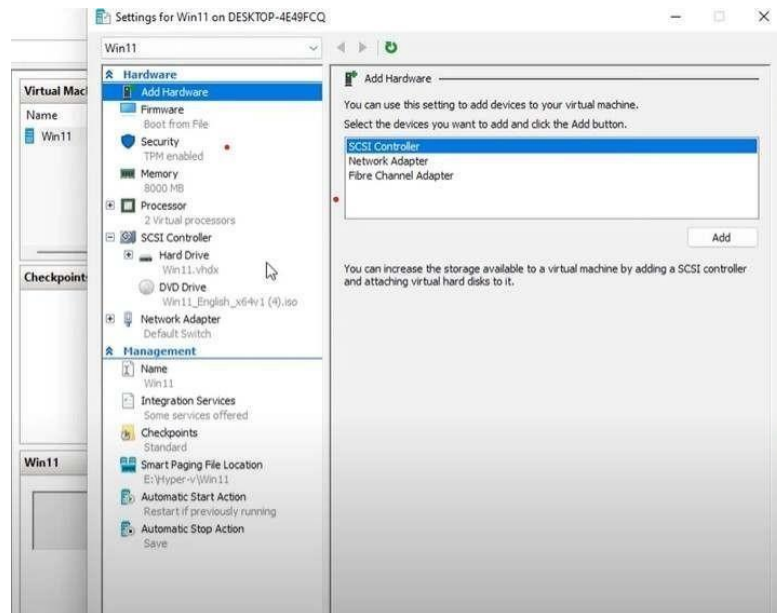 Settings for Win11 on DESKTOP-4E49FCQ
Win11
Virtual Mac
Name
Win11
Checkpoint
Win11
Hardware
Add Hardware
Firmware
Boot from File
Security
TPM enabled
Memory
8000 MB
Processor
2 Virtual processors
SCSI Controller
Hard Drive
Win11.vhdx
DVD Drive
Win11_English_x64v1 (4).iso
Network Adapter
Default Switch
Management
Name
Win11
Integration Services
Some services offered
Checkpoints
Standard
Smart Paging File Location
E:\Hyper-v\Win11
Automatic Start Action
Restart if previously running
Automatic Stop Action
Save
Add Hardware
You can use this setting to add devices to your virtual machine.
Select the devices you want to add and click the Add button.
SCSI Controller
Network Adapter
Fibre Channel Adapter
Add
You can increase the storage available to a virtual machine by adding a SCSI controller
and attaching virtual hard disks to it.